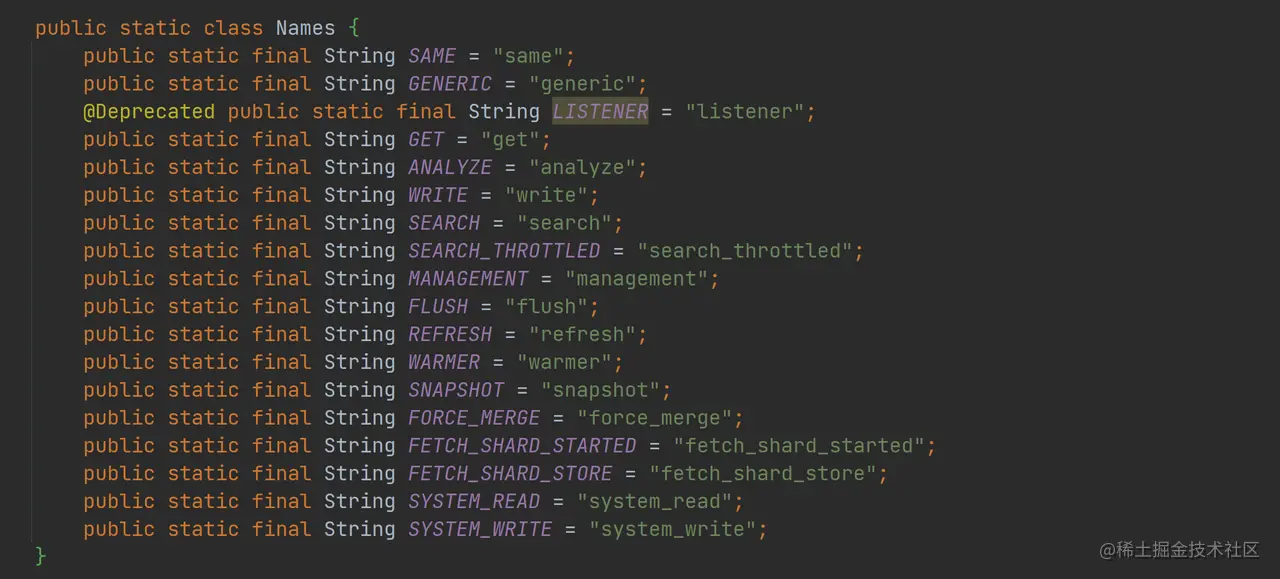 public static class Names {
    public static final String SAME = "same";
    public static final String GENERIC = "generic";
    @Deprecated public static final String LISTENER = "listener";
    public static final String GET = "get";
    public static final String ANALYZE = "analyze";
    public static final String WRITE = "write";
    public static final String SEARCH = "search";
    public static final String SEARCH_THROTTLED = "search_throttled";
    public static final String MANAGEMENT = "management";
    public static final String FLUSH = "flush";
    public static final String REFRESH = "refresh";
    public static final String WARMER = "warmer";
    public static final String SNAPSHOT = "snapshot";
    public static final String FORCE_MERGE = "force_merge";
    public static final String FETCH_SHARD_STARTED = "fetch_shard_started";
    public static final String FETCH_SHARD_STORE = "fetch_shard_store";
    public static final String SYSTEM_READ = "system_read";
    public static final String SYSTEM_WRITE = "system_write";
}
@稀土掘金技术社区